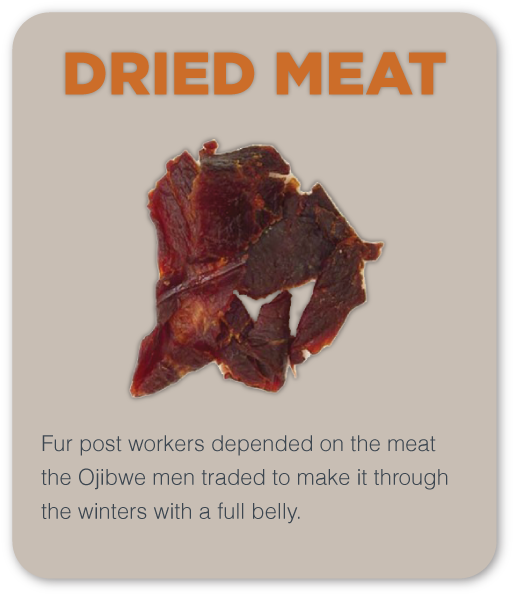 DRIED MEAT
Fur post workers depended on the meat
the Ojibwe men traded to make it through
the winters with a full belly.